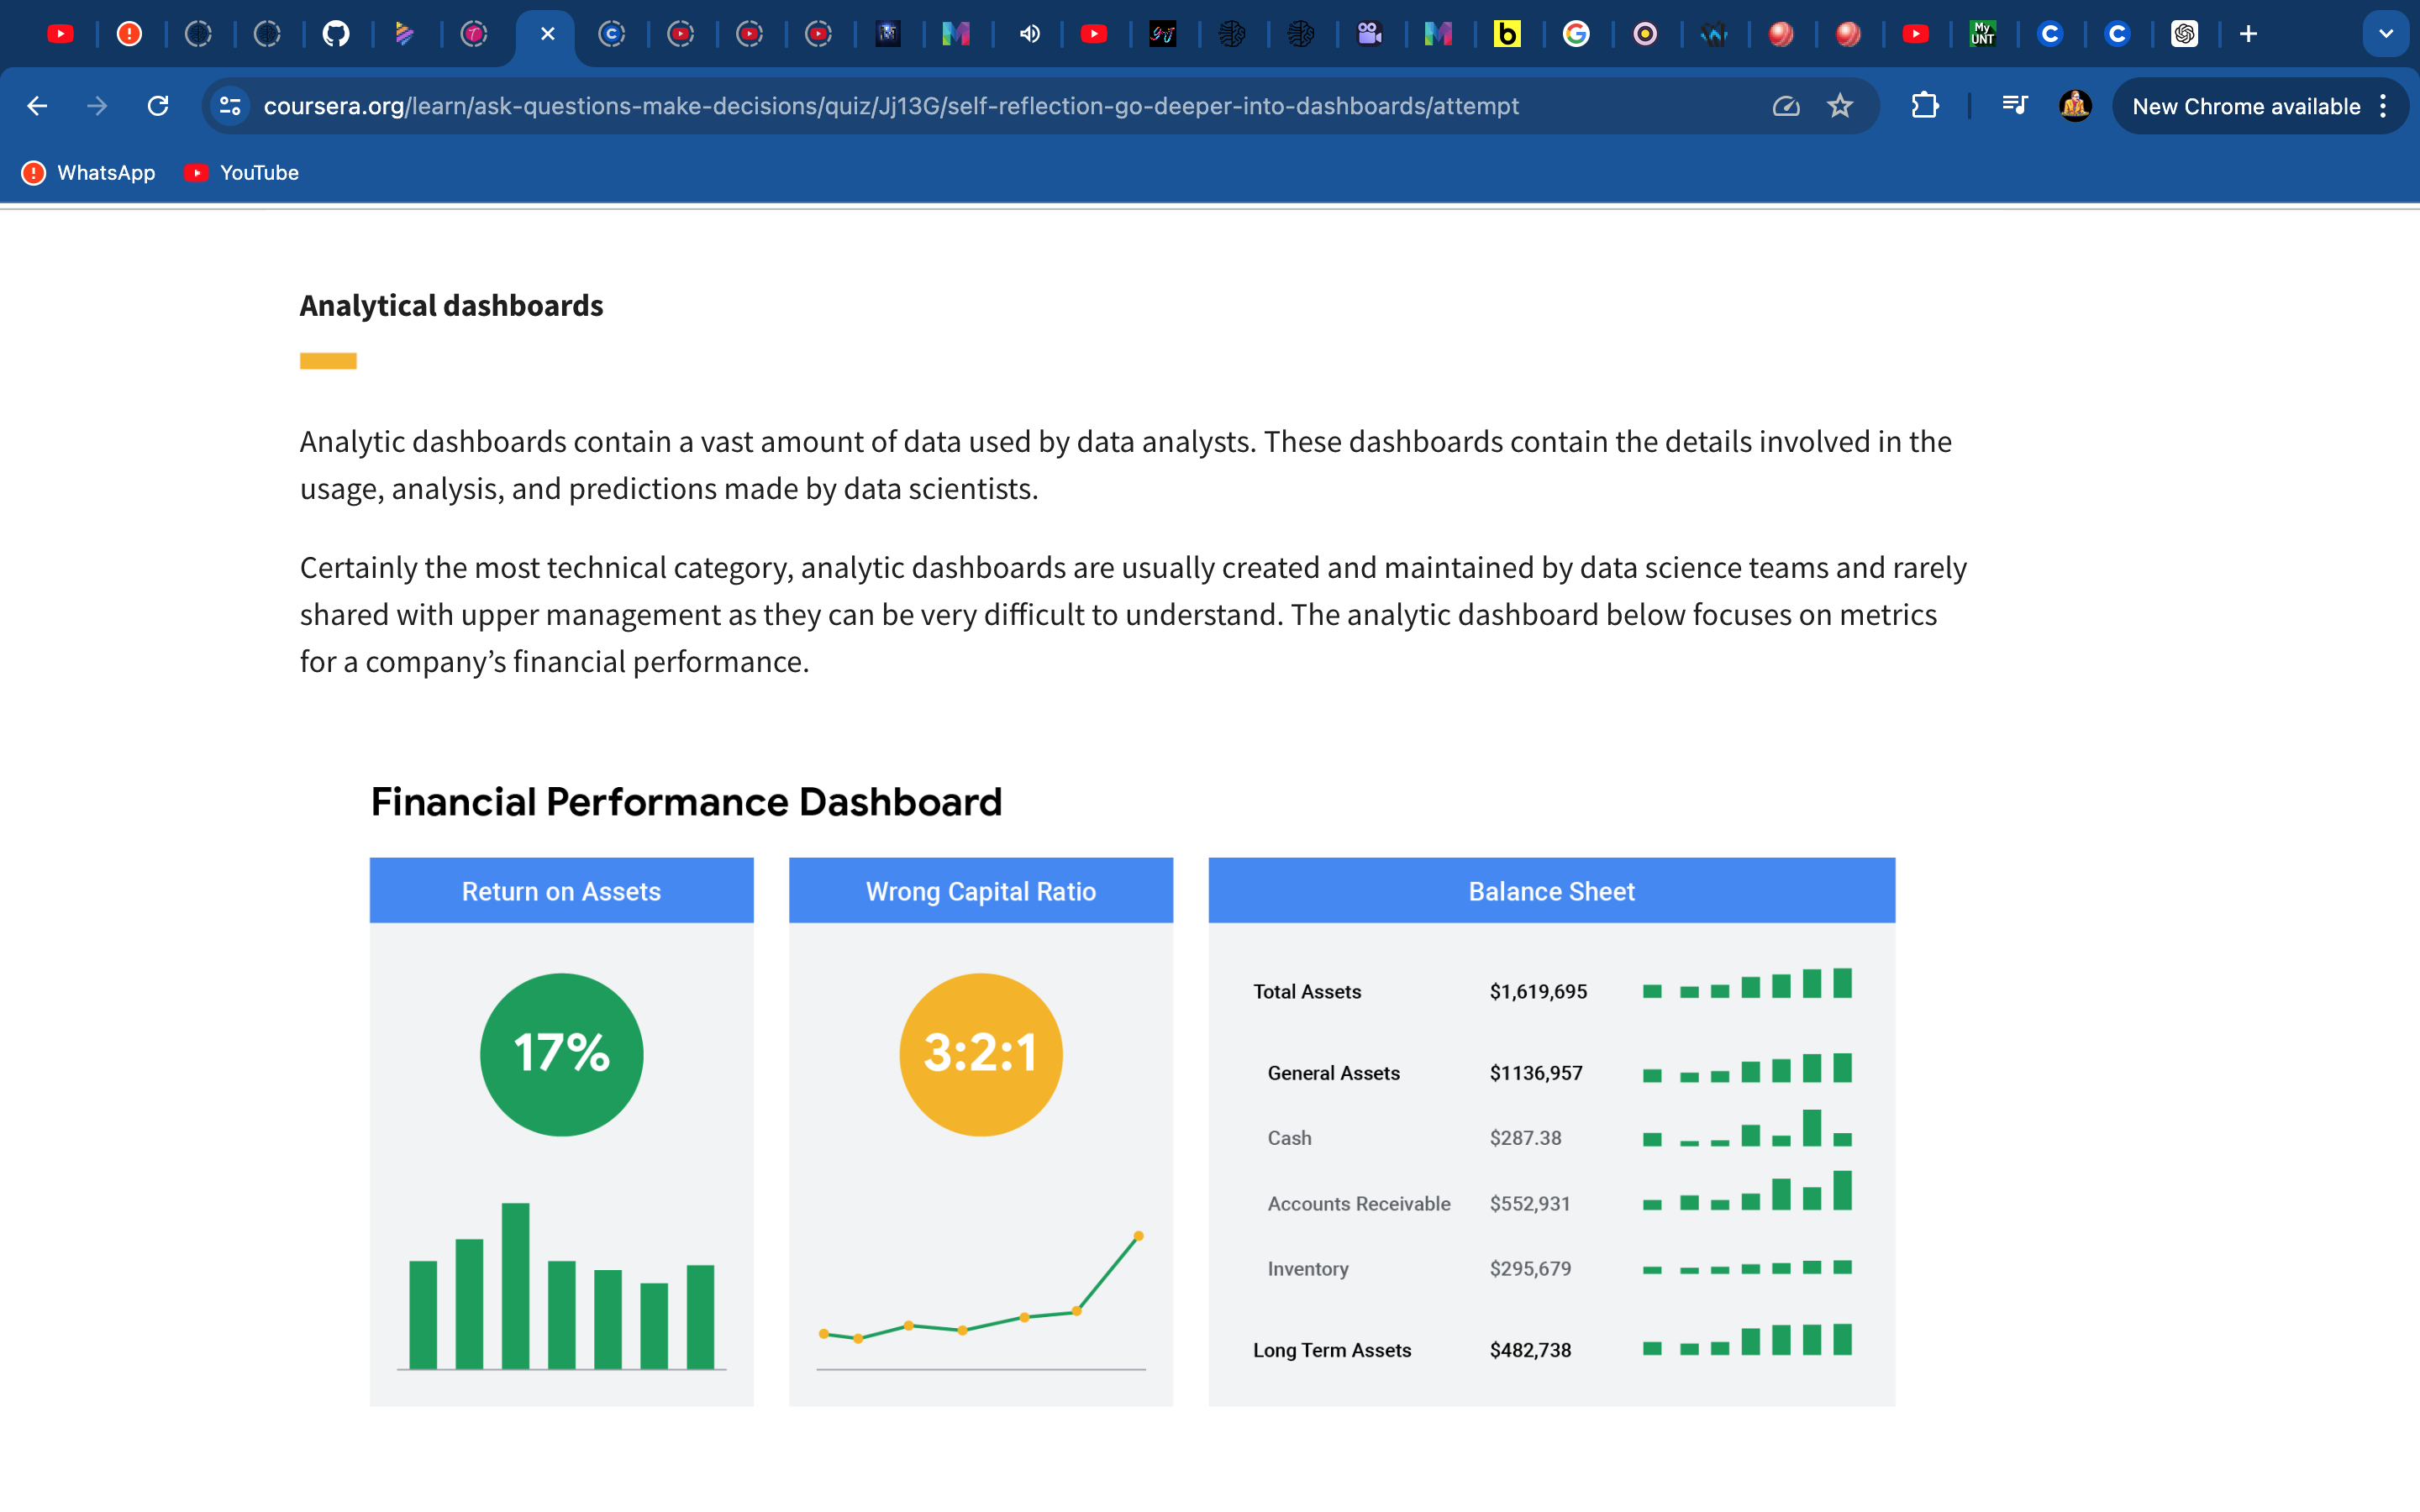 coursera.org/learn/ask-questions-make-decisions/quiz/Jj13G/self-reflection-go-deeper-into-dashboards/attempt
New Chrome available
WhatsApp
YouTube
Analytical dashboards
Analytic dashboards contain a vast amount of data used by data analysts. These dashboards contain the details involved in the
usage, analysis, and predictions made by data scientists.
Certainly the most technical category, analytic dashboards are usually created and maintained by data science teams and rarely
shared with upper management as they can be very difficult to understand. The analytic dashboard below focuses on metrics
for a company’s financial performance.
Financial Performance Dashboard
Return on Assets
17%
Wrong Capital Ratio
3:2:1
Balance Sheet
Total Assets $1,619,695
General Assets $1136,957
Cash $287.38
Accounts Receivable $552,931
Inventory $295,679
Long Term Assets $482,738